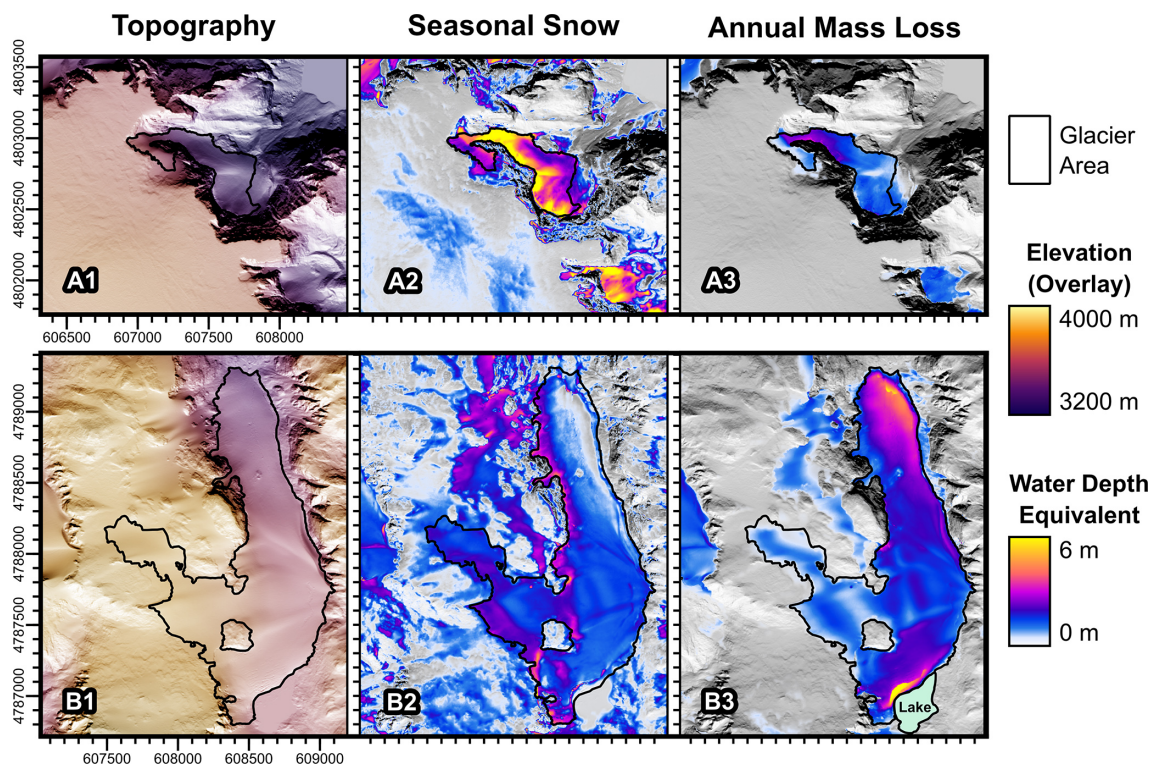 Topography
Seasonal Snow
Annual Mass Loss
4803500
4803000
4802500
4802000
A1
A2
A3
606500 607000 607500 608000
Glacier
Area
Elevation
(Overlay)
4000 m
3200 m
4789000
4788500
4788000
4787500
4787000
B1
B2
B3
Lake
607500 608000 608500 609000
Water Depth
Equivalent
6 m
0 m